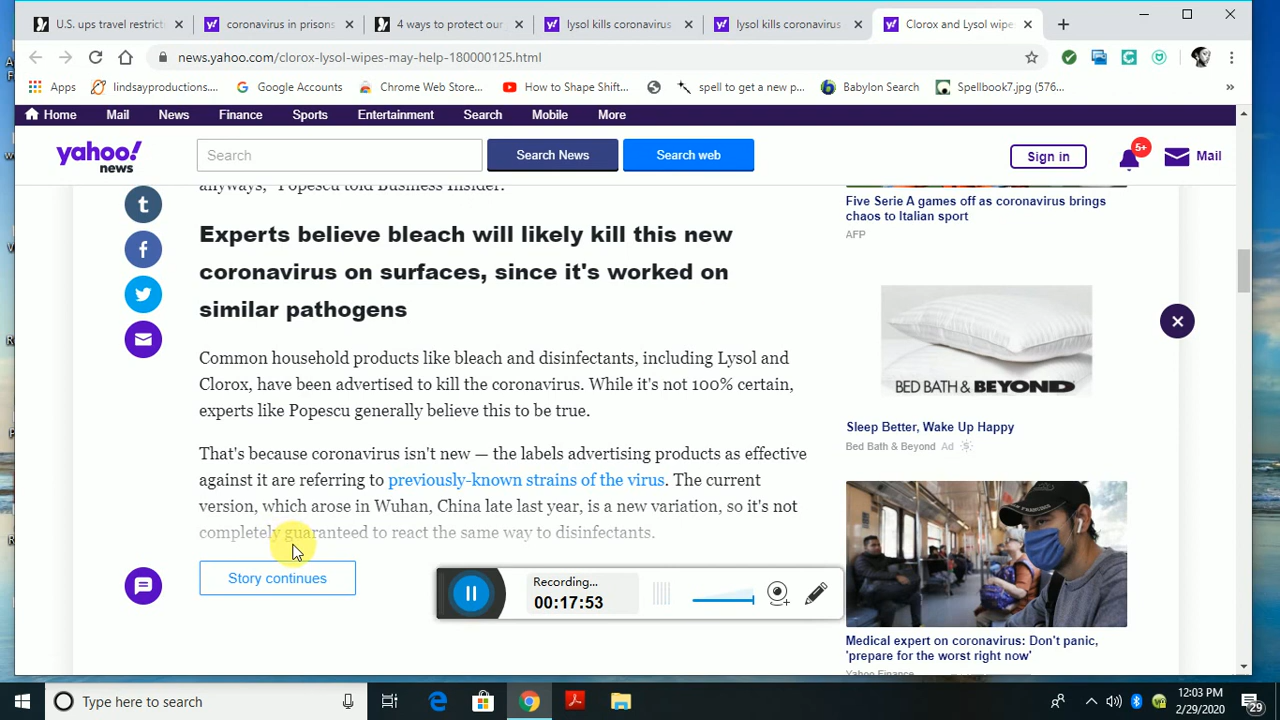 U.S. ups travel restrict
coronavirus in prisons
4 ways to protect our
lysol kills coronavirus
lysol kills coronavirus
Clorox and Lysol wipe
news.yahoo.com/clorox-lysol-wipes-may-help-180000125.html
Apps
lindsayproductions....
Google Account
Chrome Web Store...
How to Shape Shift...
spell to get a new p...
Babylon Search
Spellbook7.jpg (576...
»
Home Mail News Finance Sports Entertainment Search Mobile More
yahoo!
news
Search
Search News
Search web
Sign in
5+
Mail
anyways," Popescu told Business Insider.
Experts believe bleach will likely kill this new
coronavirus on surfaces, since it's worked on
similar pathogens
Common household products like bleach and disinfectants, including Lysol and
Clorox, have been advertised to kill the coronavirus. While it's not 100% certain,
experts like Popescu generally believe this to be true.
That's because coronavirus isn't new — the labels advertising products as effective
against it are referring to previously-known strains of the virus. The current
version, which arose in Wuhan, China late last year, is a new variation, so it's not
completely guaranteed to react the same way to disinfectants.
Story continues
Five Serie A games off as coronavirus brings
chaos to Italian sport
AFP
BED BATH & BEYOND
Sleep Better, Wake Up Happy
Bed Bath & Beyond Ad
Medical expert on coronavirus: Don't panic,
'prepare for the worst right now'
Yahoo Finance
Recording...
00:17:53
Type here to search
12:03 PM
2/29/2020
29